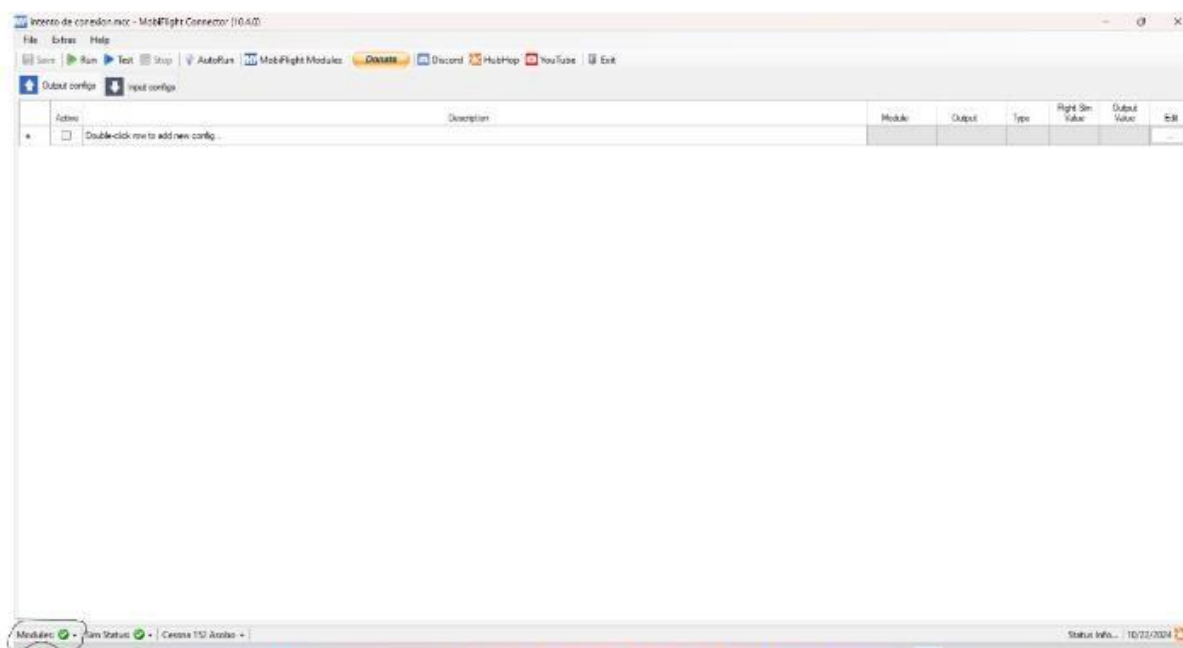 Intento de conexion.mcc - MobiFlight Connector (10.4.0)
File Extras Help
Save Run Test Stop AutoRun MobiFlight Modules Donate Discord HubHop YouTube Exit
Output configs Input configs
Active Description Module Output Type Flight Sim Value Output Value Edit
Double-click row to add new config...
...
Modules: Sim Status: Cessna 152 Asobo Status Info... 10/22/2024